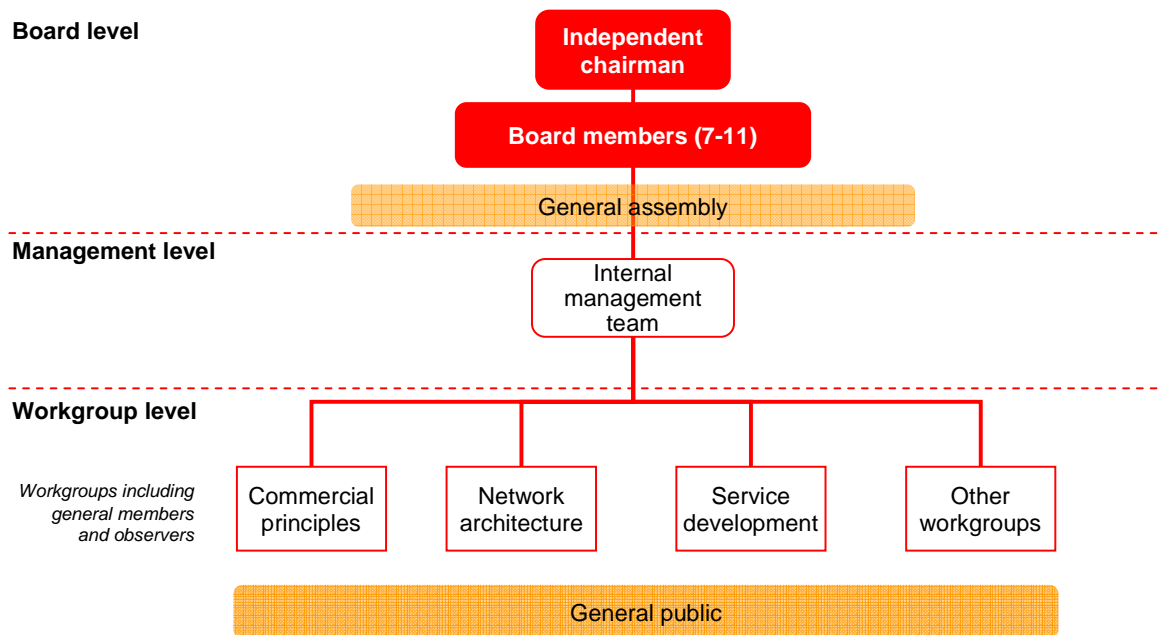 Board level
Independent
chairman
Board members (7-11)
General assembly
Management level
Internal
management
team
Workgroup level
Workgroups including
general members
and observers
Commercial
principles
Network
architecture
Service
development
Other
workgroups
General public